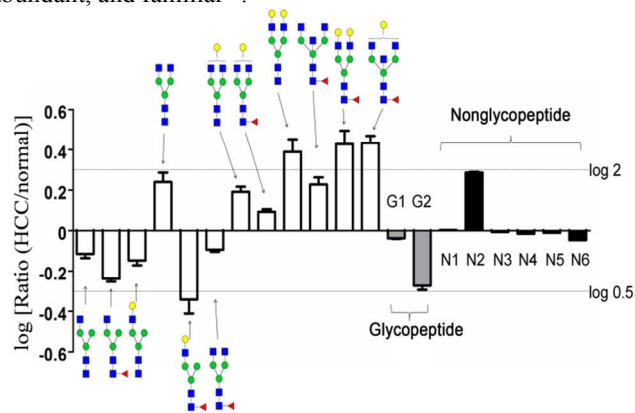 abundant, and familiar
log [Ratio (HCC/normal)]
0.6
0.4
0.2
0
-0.2
-0.4
-0.6
Nonglycopeptide
log 2
G1 G2
N1 N2 N3 N4 N5 N6
log 0.5
Glycopeptide